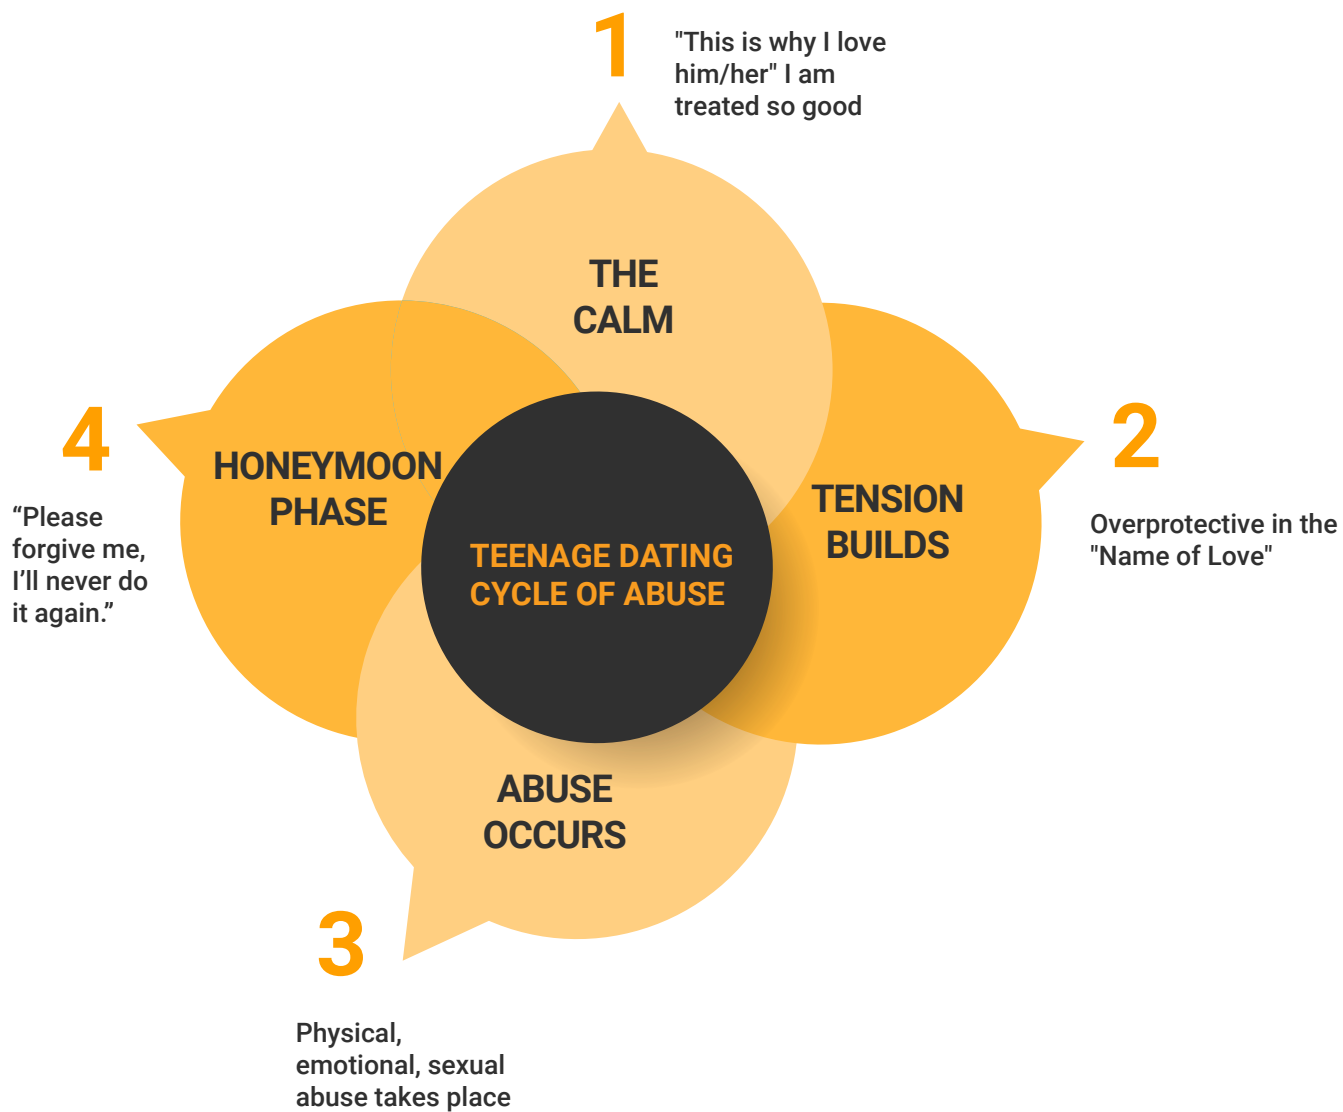 1
"This is why I love
him/her" I am
treated so good
THE
CALM
2
TENSION
BUILDS
Overprotective in the
"Name of Love"
TEENAGE DATING
CYCLE OF ABUSE
ABUSE
OCCURS
3
Physical,
emotional, sexual
abuse takes place
4
HONEYMOON
PHASE
“Please
forgive me,
I’ll never do
it again.”